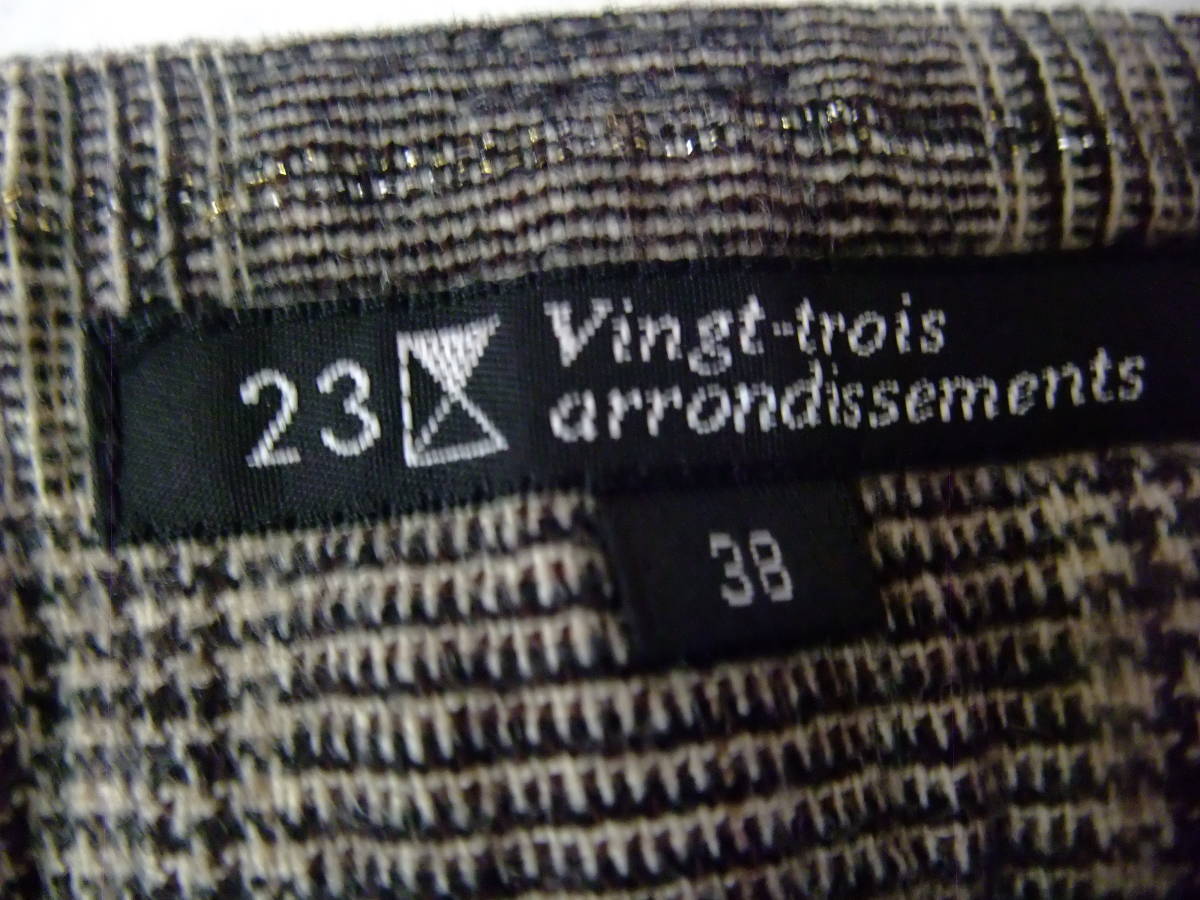 23
Vingt-trois
arrondissements
38